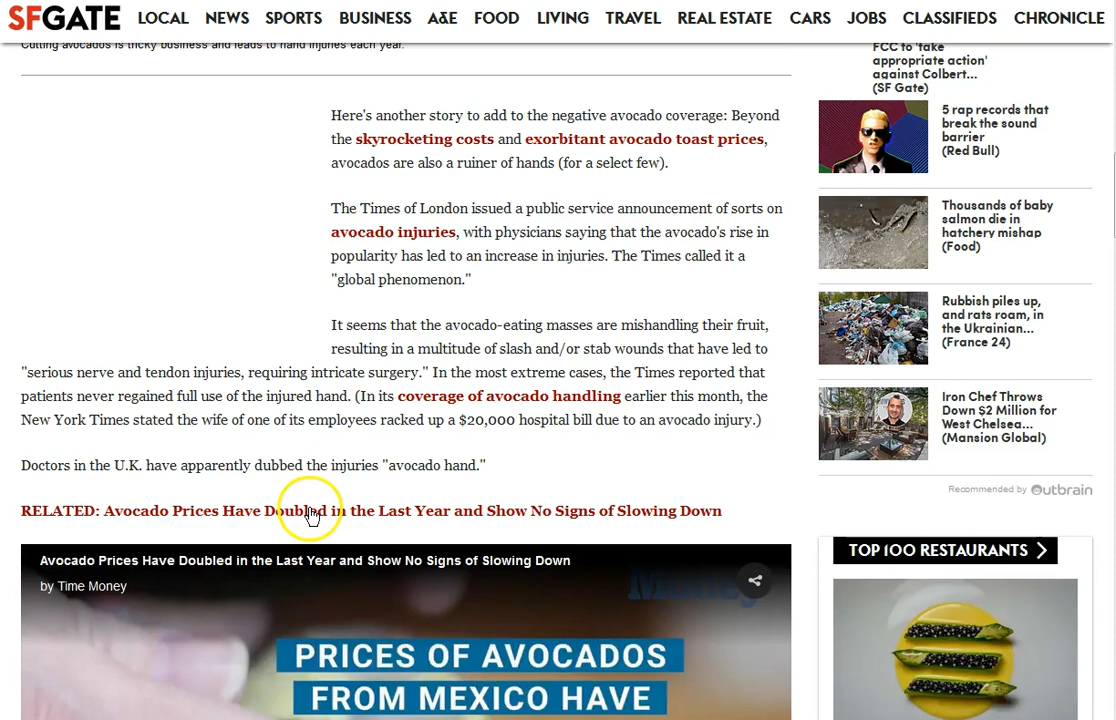 SFGATE LOCAL NEWS SPORTS BUSINESS A&E FOOD LIVING TRAVEL REAL ESTATE CARS JOBS CLASSIFIEDS CHRONICLE
Cutting avocados is tricky business and leads to hand injuries each year.
Here's another story to add to the negative avocado coverage: Beyond
the skyrocketing costs and exorbitant avocado toast prices,
avocados are also a ruiner of hands (for a select few).
The Times of London issued a public service announcement of sorts on
avocado injuries, with physicians saying that the avocado's rise in
popularity has led to an increase in injuries. The Times called it a
"global phenomenon."
It seems that the avocado-eating masses are mishandling their fruit,
resulting in a multitude of slash and/or stab wounds that have led to
"serious nerve and tendon injuries, requiring intricate surgery." In the most extreme cases, the Times reported that
patients never regained full use of the injured hand. (In its coverage of avocado handling earlier this month, the
New York Times stated the wife of one of its employees racked up a $20,000 hospital bill due to an avocado injury.)
Doctors in the U.K. have apparently dubbed the injuries "avocado hand."
RELATED: Avocado Prices Have Doubled in the Last Year and Show No Signs of Slowing Down
Avocado Prices Have Doubled in the Last Year and Show No Signs of Slowing Down
by Time Money
Money
PRICES OF AVOCADOS
FROM MEXICO HAVE
FCC to 'take
appropriate action'
against Colbert...
(SF Gate)
5 rap records that
break the sound
barrier
(Red Bull)
Thousands of baby
salmon die in
hatchery mishap
(Food)
Rubbish piles up,
and rats roam, in
the Ukrainian...
(France 24)
Iron Chef Throws
Down $2 Million for
West Chelsea...
(Mansion Global)
Recommended by Outbrain
TOP 100 RESTAURANTS